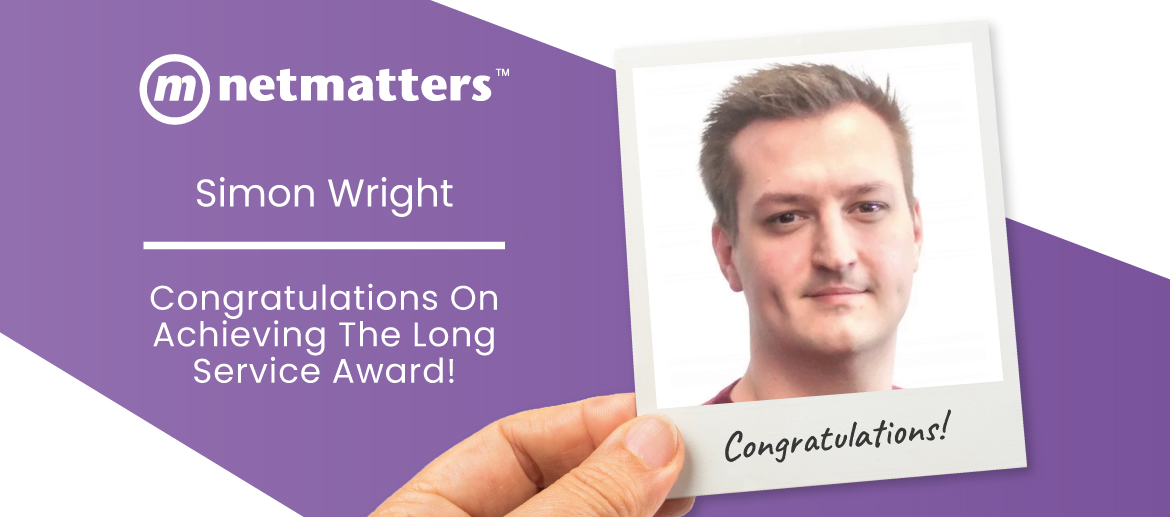 m netmatters™
Simon Wright
Congratulations On
Achieving The Long
Service Award!
Congratulations!